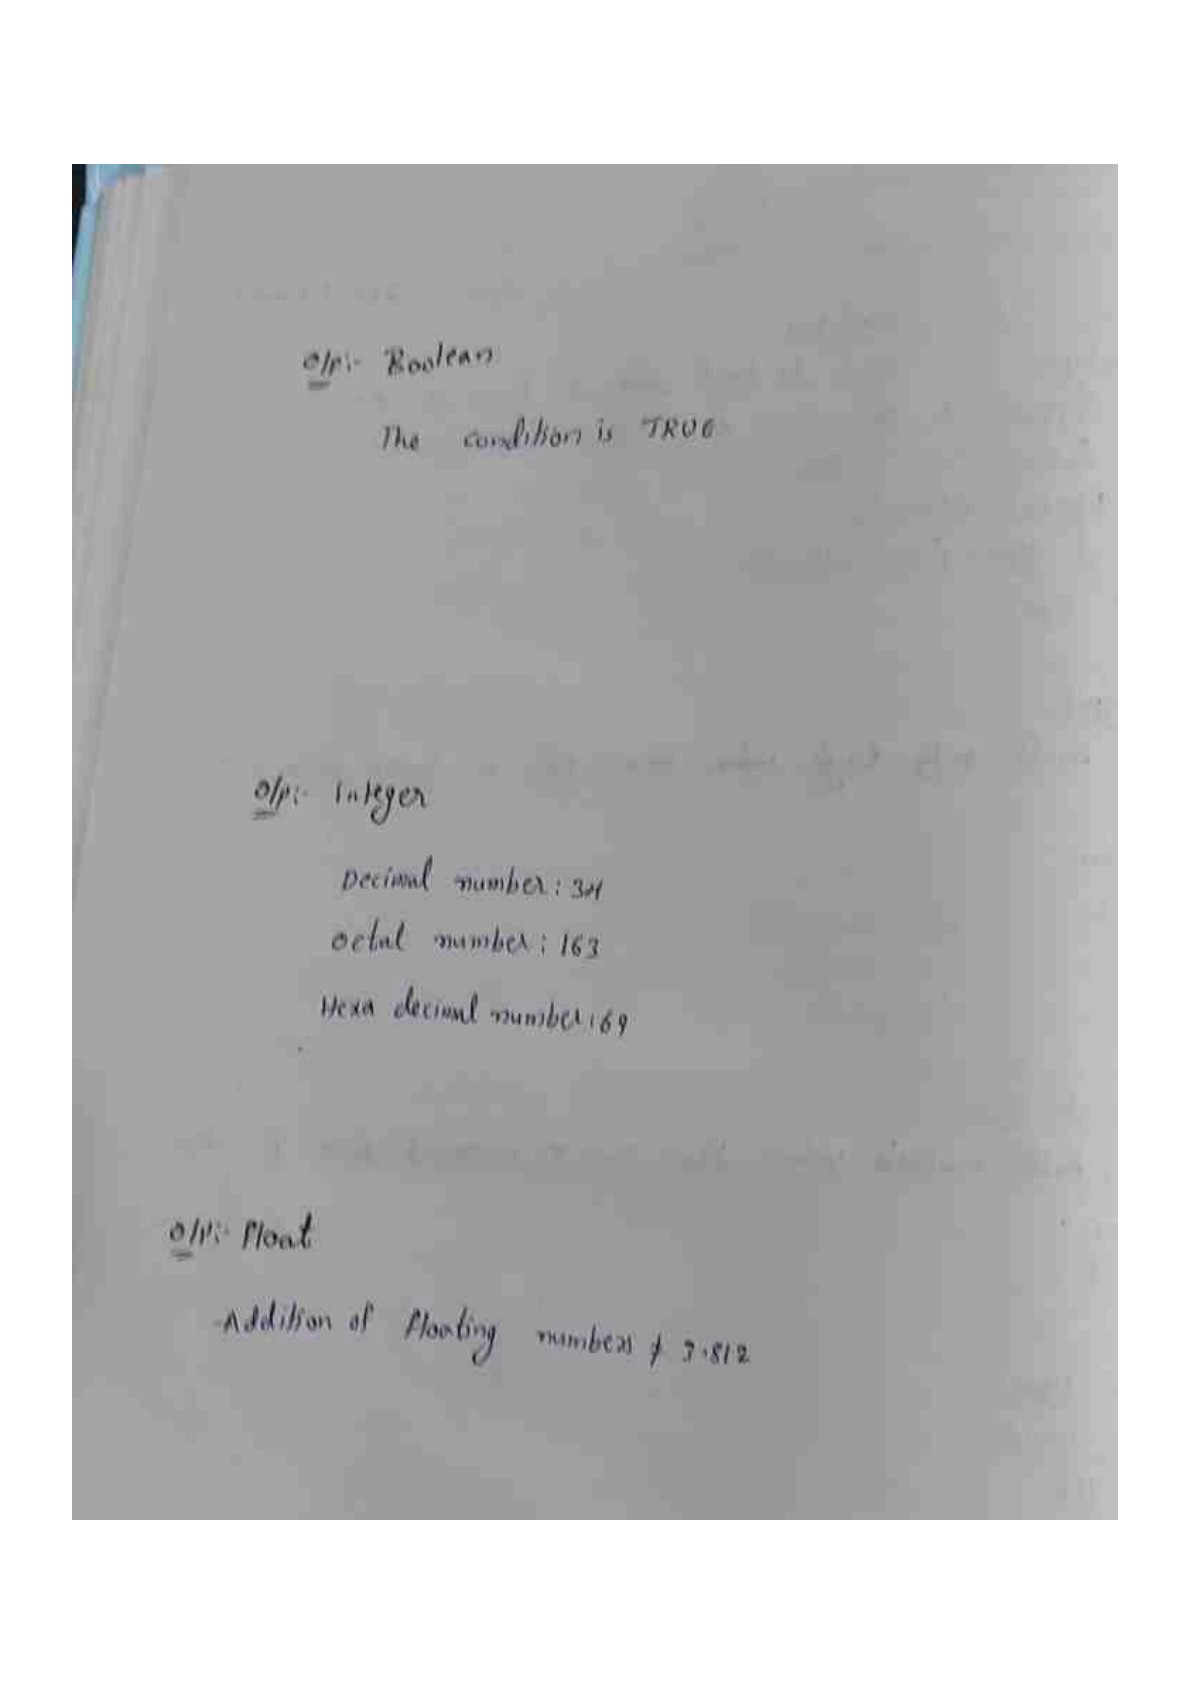 O/P:- Boolean
The condition is TRUE
O/P:- Integer
Decimal number: 34
Octal number: 163
Hexa decimal number: 69
O/P:- Float
Addition of floating numbers 3.812